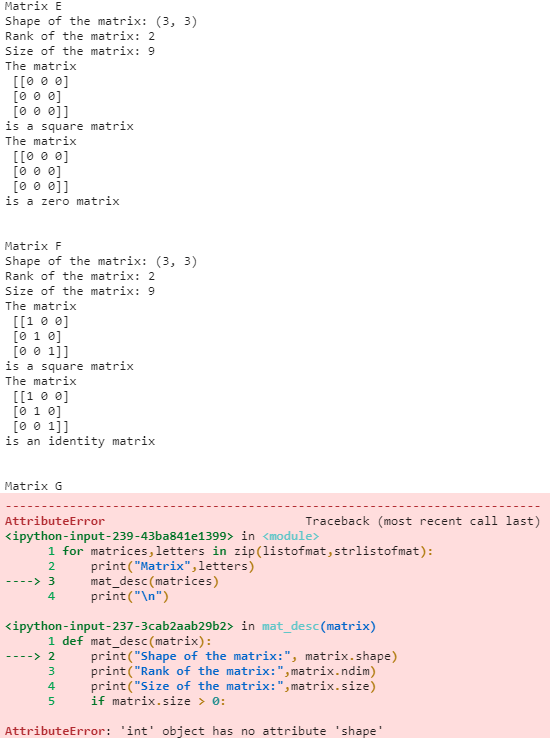 Matrix E
Shape of the matrix: (3, 3)
Rank of the matrix: 2
Size of the matrix: 9
The matrix
 [[0 0 0]
 [0 0 0]
 [0 0 0]]
is a square matrix
The matrix
 [[0 0 0]
 [0 0 0]
 [0 0 0]]
is a zero matrix
Matrix F
Shape of the matrix: (3, 3)
Rank of the matrix: 2
Size of the matrix: 9
The matrix
 [[1 0 0]
 [0 1 0]
 [0 0 1]]
is a square matrix
The matrix
 [[1 0 0]
 [0 1 0]
 [0 0 1]]
is an identity matrix
Matrix G
---------------------------------------------------------------------------
AttributeError                            Traceback (most recent call last)
<ipython-input-239-43ba841e1399> in <module>
      1 for matrices,letters in zip(listofmat,strlistofmat):
      2     print("Matrix",letters)
----> 3     mat_desc(matrices)
      4     print("\n")
<ipython-input-237-3cab2aab29b2> in mat_desc(matrix)
      1 def mat_desc(matrix):
----> 2     print("Shape of the matrix:", matrix.shape)
      3     print("Rank of the matrix:",matrix.ndim)
      4     print("Size of the matrix:",matrix.size)
      5     if matrix.size > 0:
AttributeError: 'int' object has no attribute 'shape'